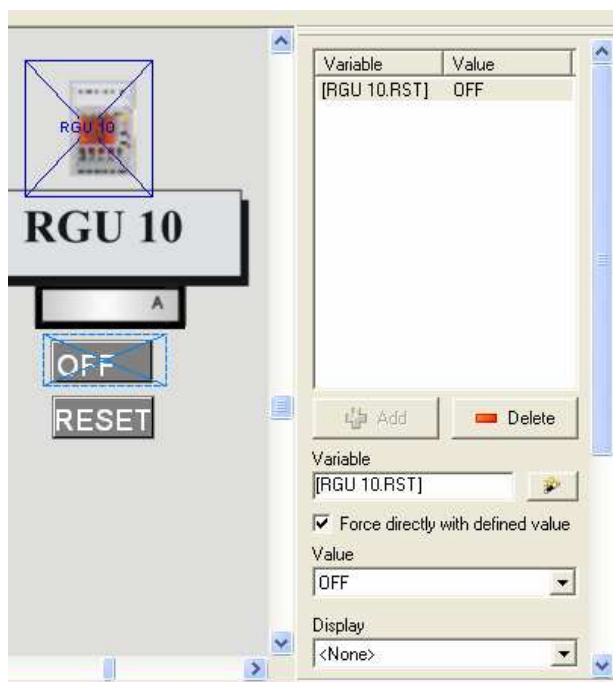 RGU 10
RGU 10
A
OFF
RESET
Variable Value
[RGU 10.RST] OFF
Add Delete
Variable
[RGU 10.RST]
Force directly with defined value
Value
OFF
Display
<None>